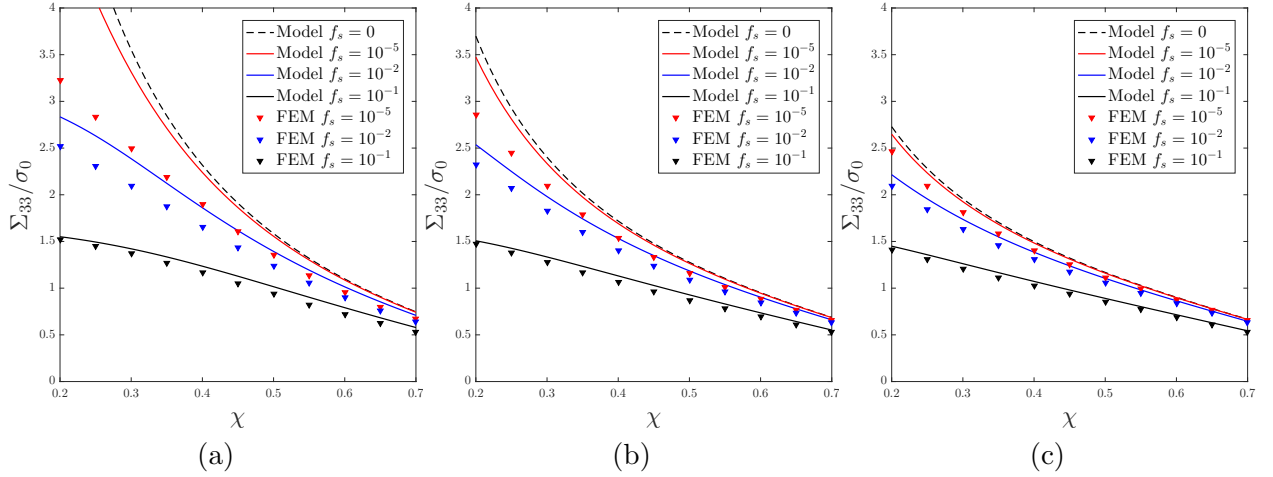 4
3.5
3
2.5
2
1.5
1
0.5
0
Σ₃₃/σ₀
0.2 0.3 0.4 0.5 0.6 0.7
χ
Model fₛ = 0
Model fₛ = 10⁻⁵
Model fₛ = 10⁻²
Model fₛ = 10⁻¹
FEM fₛ = 10⁻⁵
FEM fₛ = 10⁻²
FEM fₛ = 10⁻¹
(a)
4
3.5
3
2.5
2
1.5
1
0.5
0
Σ₃₃/σ₀
0.2 0.3 0.4 0.5 0.6 0.7
χ
Model fₛ = 0
Model fₛ = 10⁻⁵
Model fₛ = 10⁻²
Model fₛ = 10⁻¹
FEM fₛ = 10⁻⁵
FEM fₛ = 10⁻²
FEM fₛ = 10⁻¹
(b)
4
3.5
3
2.5
2
1.5
1
0.5
0
Σ₃₃/σ₀
0.2 0.3 0.4 0.5 0.6 0.7
χ
Model fₛ = 0
Model fₛ = 10⁻⁵
Model fₛ = 10⁻²
Model fₛ = 10⁻¹
FEM fₛ = 10⁻⁵
FEM fₛ = 10⁻²
FEM fₛ = 10⁻¹
(c)